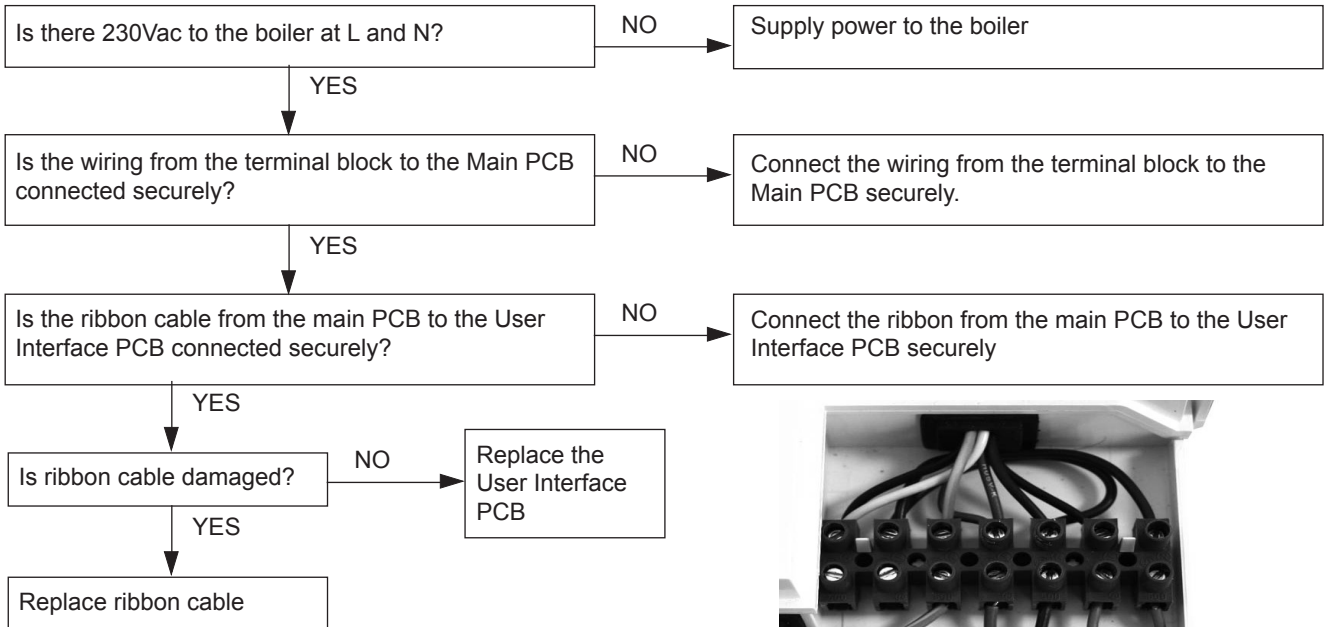 Is there 230Vac to the boiler at L and N?
NO
Supply power to the boiler
YES
Is the wiring from the terminal block to the Main PCB
connected securely?
NO
Connect the wiring from the terminal block to the
Main PCB securely.
YES
Is the ribbon cable from the main PCB to the User
Interface PCB connected securely?
NO
Connect the ribbon from the main PCB to the User
Interface PCB securely
YES
Is ribbon cable damaged?
NO
Replace the
User Interface
PCB
YES
Replace ribbon cable